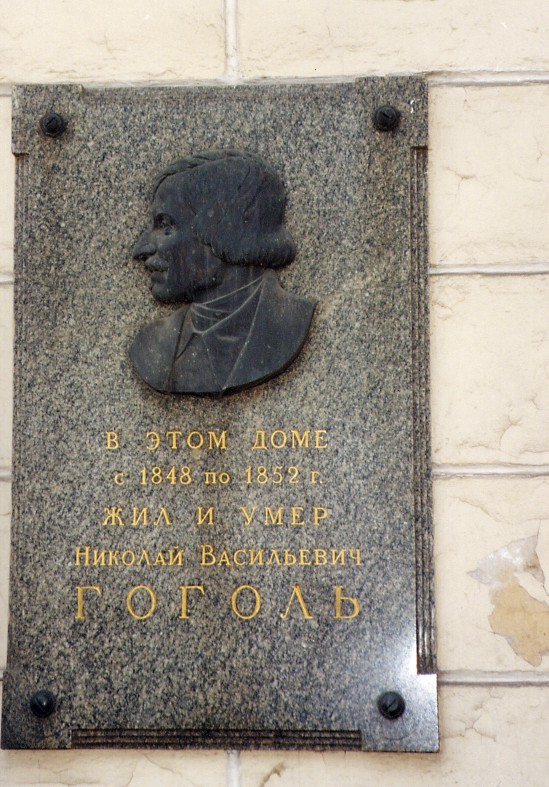 В ЭТОМ ДОМЕ
с 1848 по 1852 г.
ЖИЛ И УМЕР
НИКОЛАЙ ВАСИЛЬЕВИЧ
ГОГОЛЬ